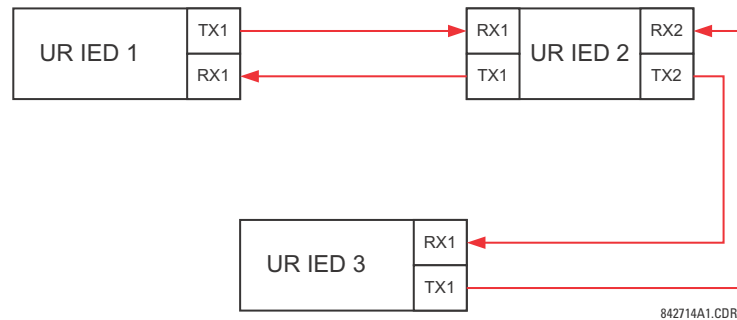 UR IED 1
TX1
RX1
RX1
TX1
UR IED 2
RX2
TX2
UR IED 3
RX1
TX1
842714A1.CDR